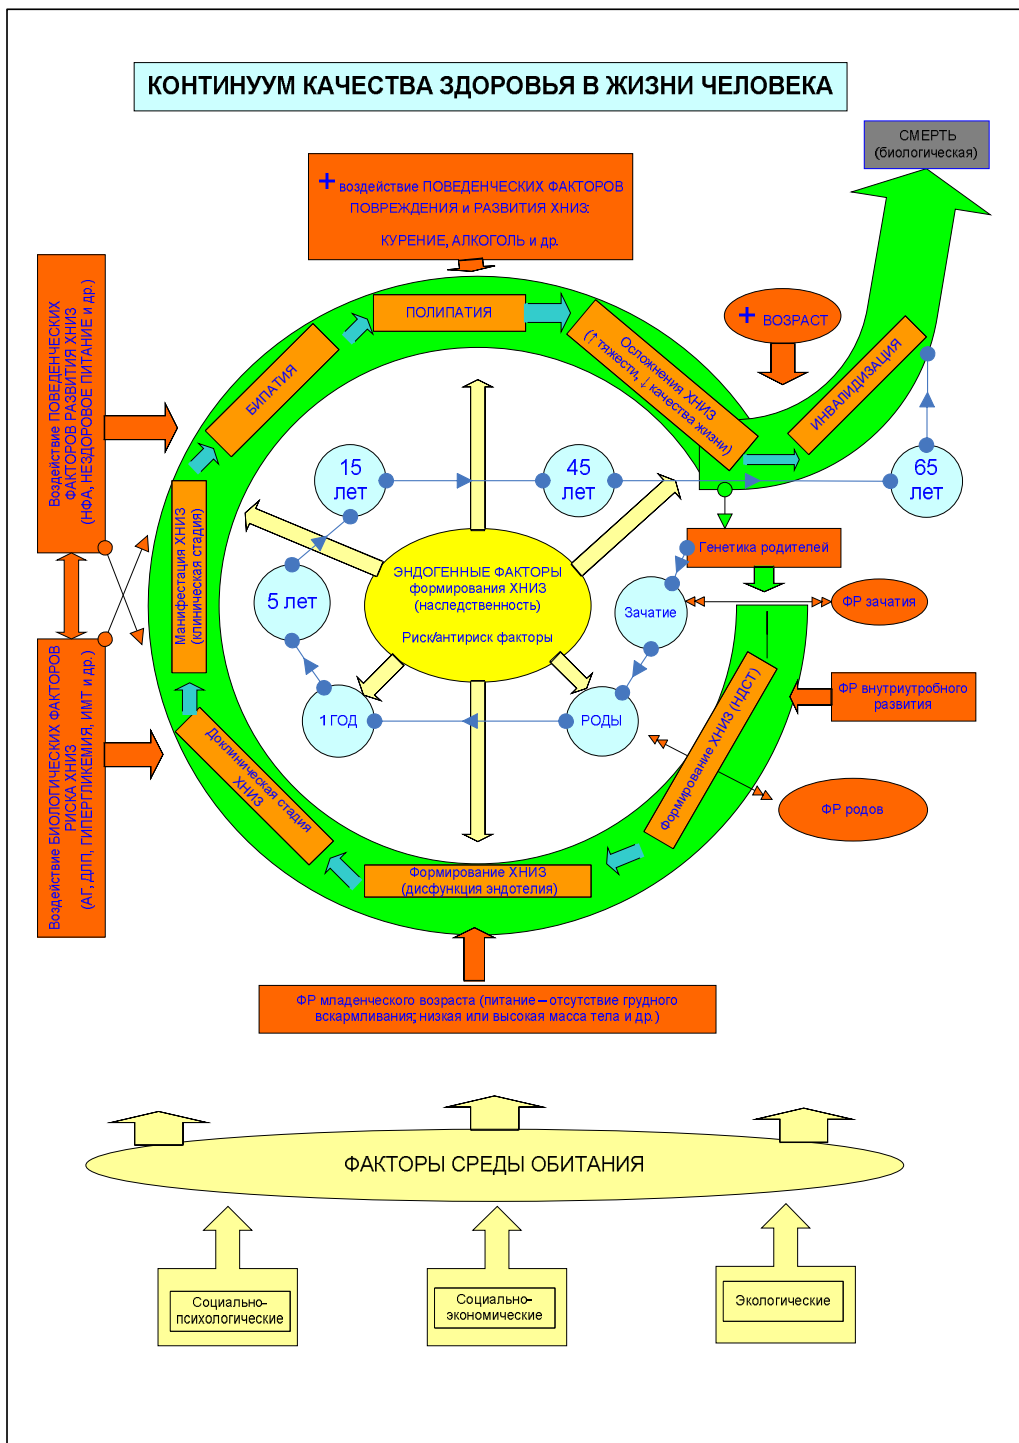 КОНТИНУУМ КАЧЕСТВА ЗДОРОВЬЯ В ЖИЗНИ ЧЕЛОВЕКА
СМЕРТЬ
(биологическая)
+ воздействие ПОВЕДЕНЧЕСКИХ ФАКТОРОВ
ПОВРЕЖДЕНИЯ и РАЗВИТИЯ ХНИЗ:
КУРЕНИЕ, АЛКОГОЛЬ и др.
Воздействие ПОВЕДЕНЧЕСКИХ
ФАКТОРОВ РАЗВИТИЯ ХНИЗ
(НФА, НЕЗДОРОВОЕ ПИТАНИЕ и др.)
ПОЛИПАТИЯ
+ ВОЗРАСТ
Осложнения ХНИЗ
(↑ тяжести, ↓ качества жизни)
ИНВАЛИДИЗАЦИЯ
БИПАТИЯ
15
лет
45
лет
65
лет
Манифестация ХНИЗ
(клиническая стадия)
Генетика родителей
ЭНДОГЕННЫЕ ФАКТОРЫ
формирования ХНИЗ
(наследственность)
Риск/антириск факторы
5 лет
Зачатие
ФР зачатия
Воздействие БИОЛОГИЧЕСКИХ ФАКТОРОВ
РИСКА ХНИЗ
(АГ, ДЛП, ГИПЕРГЛИКЕМИЯ, ИМТ и др.)
ФР внутриутробного
развития
1 ГОД
РОДЫ
Формирование ХНИЗ (НДСТ)
Доклиническая стадия
ХНИЗ
ФР родов
Формирование ХНИЗ
(дисфункция эндотелия)
ФР младенческого возраста (питание – отсутствие грудного
вскармливания; низкая или высокая масса тела и др.)
ФАКТОРЫ СРЕДЫ ОБИТАНИЯ
Социально-
психологические
Социально-
экономические
Экологические